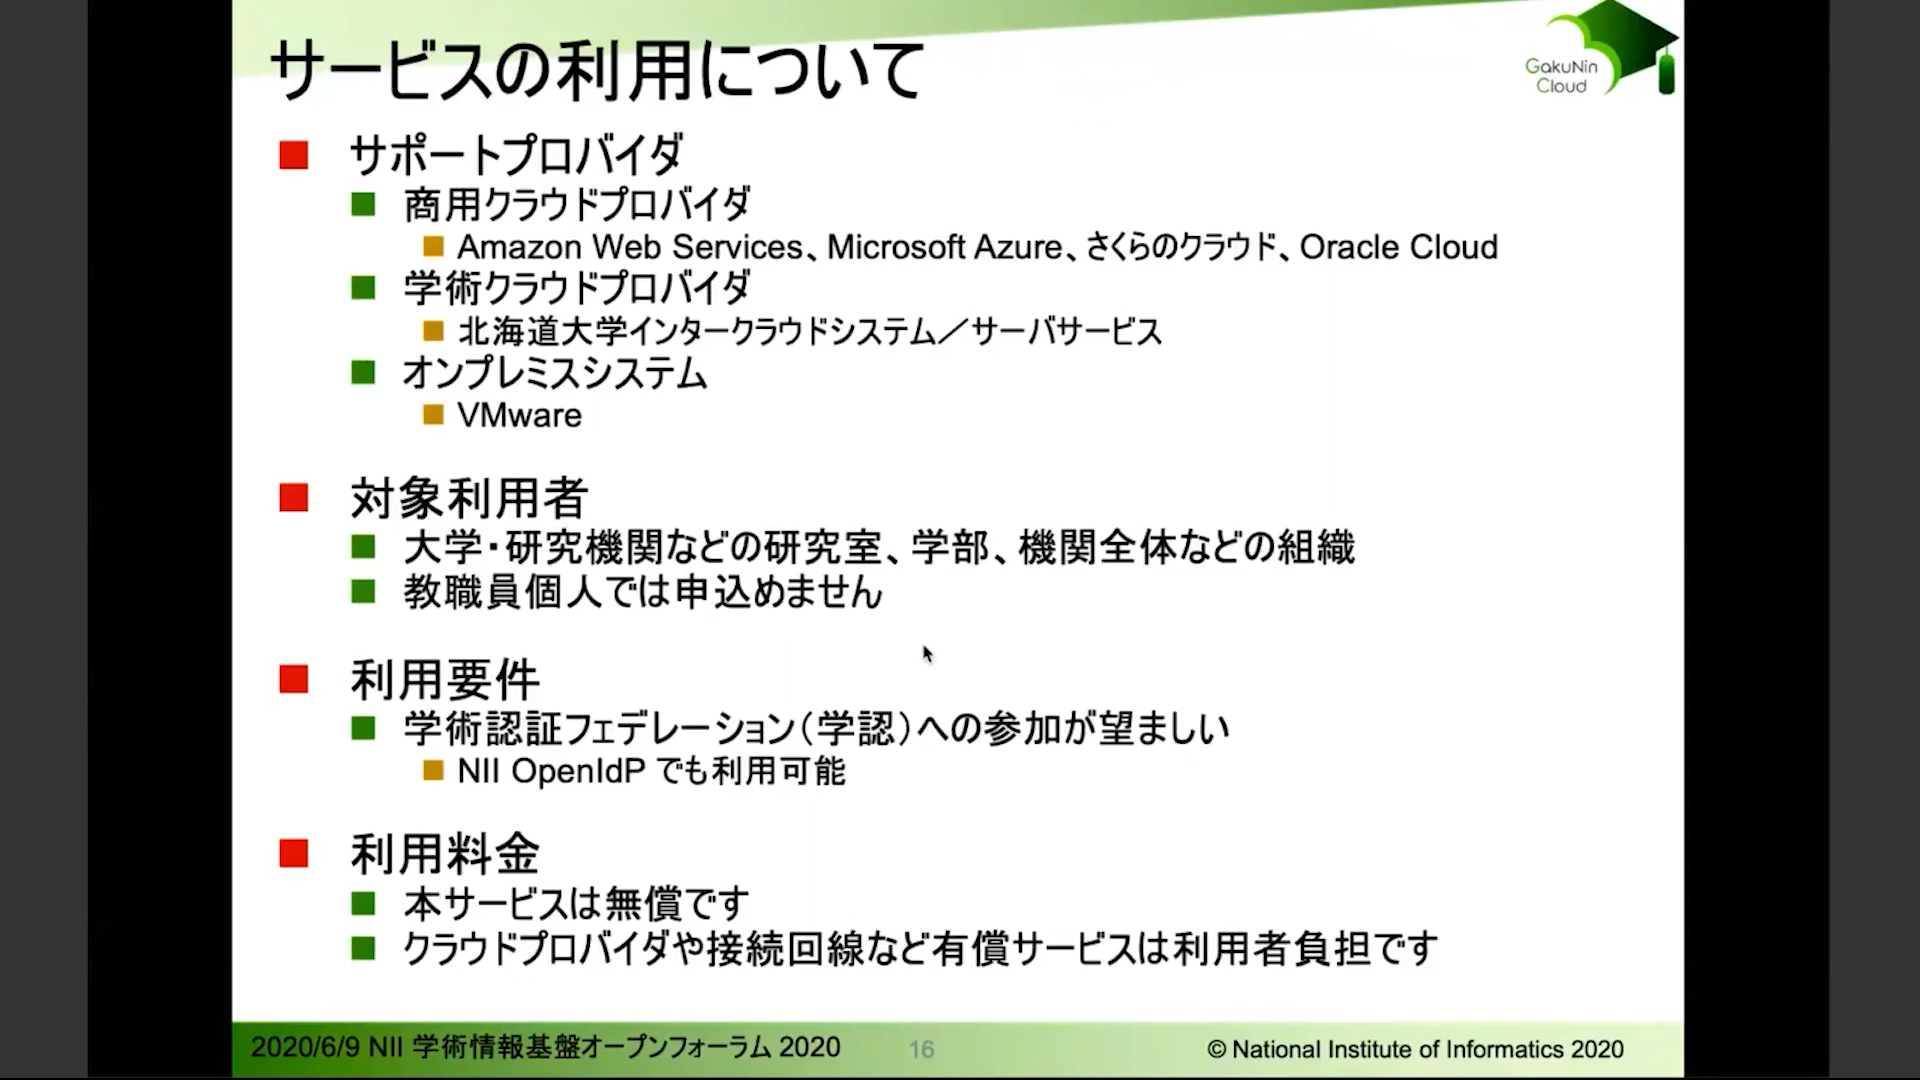 サービスの利用について
GakuNin
Cloud
サポートプロバイダ
商用クラウドプロバイダ
Amazon Web Services、Microsoft Azure、さくらのクラウド、Oracle Cloud
学術クラウドプロバイダ
北海道大学インタークラウドシステム／サーバサービス
オンプレミスシステム
VMware
対象利用者
大学・研究機関などの研究室、学部、機関全体などの組織
教職員個人では申込めません
利用要件
学術認証フェデレーション（学認）への参加が望ましい
NII OpenIdP でも利用可能
利用料金
本サービスは無償です
クラウドプロバイダや接続回線など有償サービスは利用者負担です
2020/6/9 NII 学術情報基盤オープンフォーラム 2020
16
© National Institute of Informatics 2020